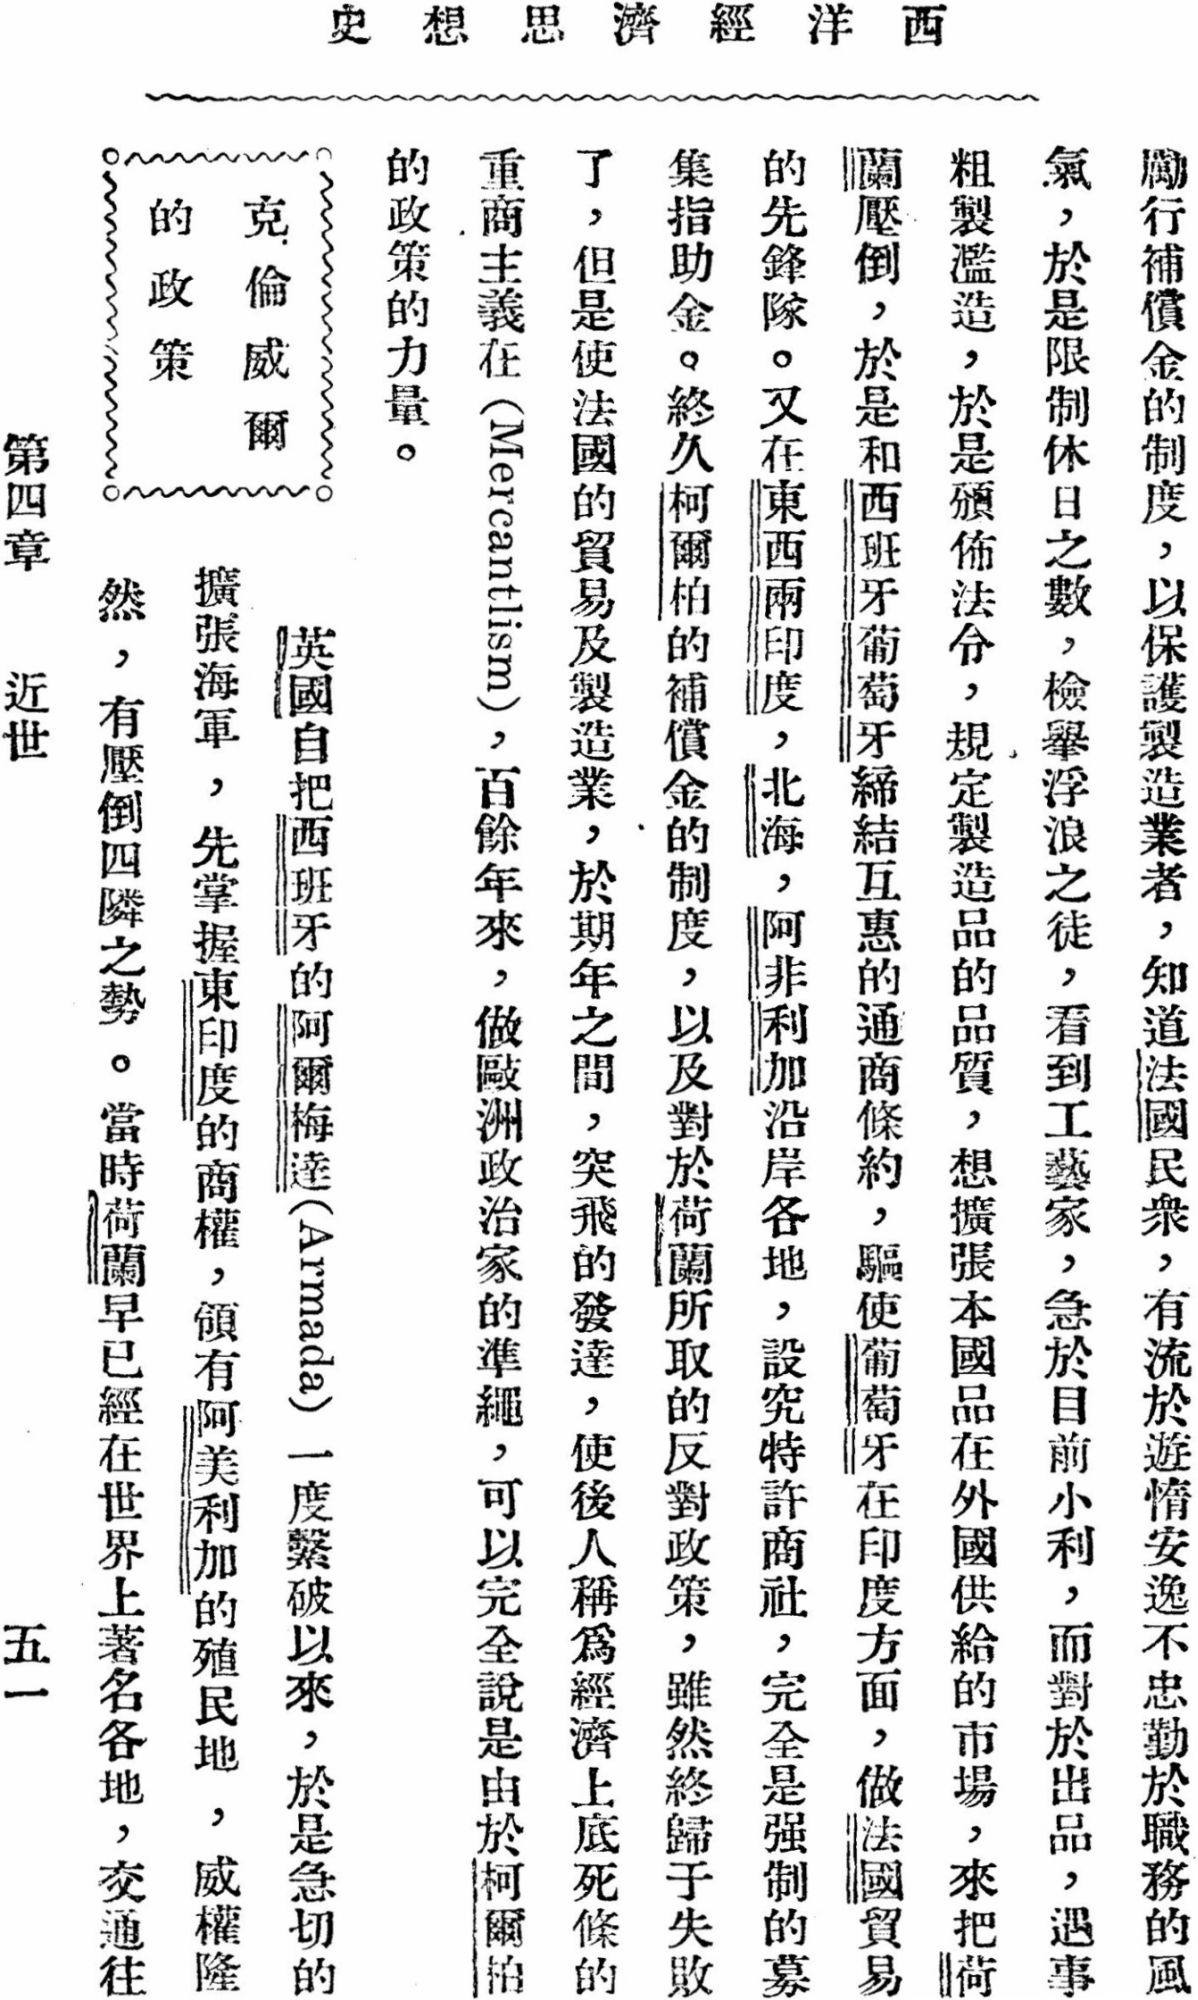 西洋經濟思想史
勵行補償金的制度，以保護製造業者，知道法國民衆，有流於遊惰安逸不忠勤於職務的風
氣，於是限制休日之數，檢舉浮浪之徒，看到工藝家，急於目前小利，而對於出品，遇事
粗製濫造，於是頒佈法令，規定製造品的品質，想擴張本國品在外國供給的市場，來把荷
蘭壓倒，於是和西班牙葡萄牙締結互惠的通商條約，驅使葡萄牙在印度方面，做法國貿易
的先鋒隊。又在東西兩印度，北海，阿非利加沿岸各地，設究特許商社，完全是强制的募
集指助金。終久柯爾柏的補償金的制度，以及對於荷蘭所取的反對政策，雖然終歸于失敗
了，但是使法國的貿易及製造業，於期年之間，突飛的發達，使後人稱爲經濟上底死條的
重商主義在(Mercantlism)，百餘年來，做歐洲政治家的準繩，可以完全說是由於柯爾拍
的政策的力量。
克倫威爾
的政策
英國自把西班牙的阿爾梅達(Armada)一度繫破以來，於是急切的
擴張海軍，先掌握東印度的商權，領有阿美利加的殖民地，威權隆
然，有壓倒四隣之勢。當時荷蘭早已經在世界上著名各地，交通往
第四章　近世　五一